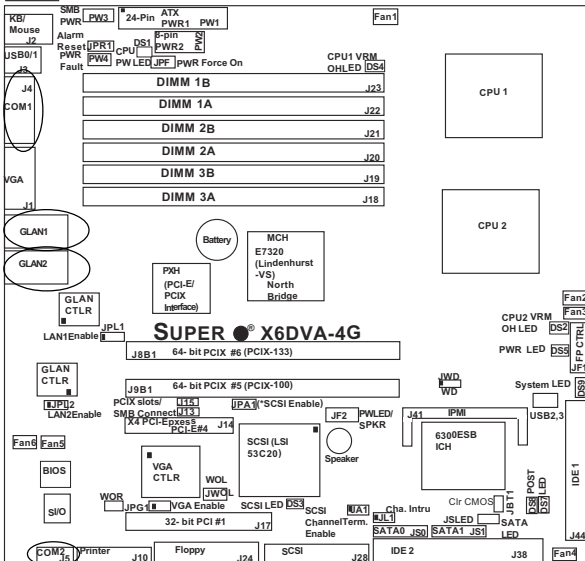 KB/
Mouse
J2
SMB
PWR
PW3
24-Pin
ATX
PWR1
PW1
Fan1
Alarm
Reset
JPR1
DS1
8-pin
PWR2
PW2
USB0/1
J3
PWR
Fault
PW4
CPU
PW LED
JPF
PWR Force On
CPU1 VRM
OHLED
DS4
J4
COM1
DIMM 1B
J23
DIMM 1A
J22
DIMM 2B
J21
DIMM 2A
J20
DIMM 3B
J19
DIMM 3A
J18
CPU 1
VGA
J1
GLAN1
GLAN2
Battery
MCH
E7320
(Lindenhurst
-VS)
North
Bridge
CPU 2
PXH
(PCI-E/
PCIX
Interface)
GLAN
CTLR
JPL1
LAN1Enable
SUPER ●® X6DVA-4G
Fan2
Fan3
CPU2 VRM
OH LED
DS2
PWR LED
DS5
FP CTRL
JF1
J8B1
64- bit PCIX #6 (PCIX-133)
GLAN
CTLR
JPL2
LAN2Enable
J9B1
64- bit PCIX #5 (PCIX-100)
JWD
WD
System LED
DS9
PCIX slots/
SMB Connect
J15
J13
JPA1
(*SCSI Enable)
X4 PCI-Epxess
PCI-E#4
J14
JF2
PWLED/
SPKR
J41
IPMI
USB2,3
Fan6
Fan5
VGA
CTLR
SCSI (LSI
53C20)
Speaker
6300ESB
ICH
IDE 1
BIOS
WOL
JWOL
WOR
JPG1
VGA Enable
SCSI LED
DS3
SCSI
ChannelTerm.
Enable
JA1
Cha. Intru
JL1
Clr CMOS
JBT1
POST
LED
DS8
DS7
SI/O
32- bit PCI #1
J17
SATA0
JS0
SATA1
JS1
JSLED
SATA
LED
J44
COM2
J5
Printer
J10
Floppy
J24
SCSI
J28
IDE 2
J38
Fan4